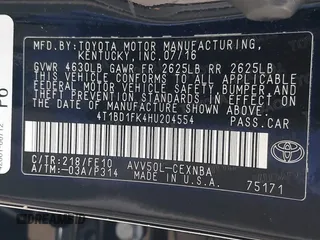 MFD. BY: TOYOTA MOTOR MANUFACTURING
KENTUCKY,INC. 07/16
GVWR 4630LB GAWR FR 2625LB RR 2625LB
THIS VEHICLE CONFORMS TO ALL APPLICABLE
FEDERAL MOTOR VEHICLE SAFETY, BUMPER, AND
THEFT PREVENTION STANDARDS IN EFFECT ON
THE DATE OF MANUFACTURE SHOWN ABOVE.
4T1BD1FK4HU204554
PASS.CAR
C/TR:218/FE10 AVV50L-CEXNBA
A/TM:-03A/P314 MADE IN U.S.A.
75171
TOYOTA